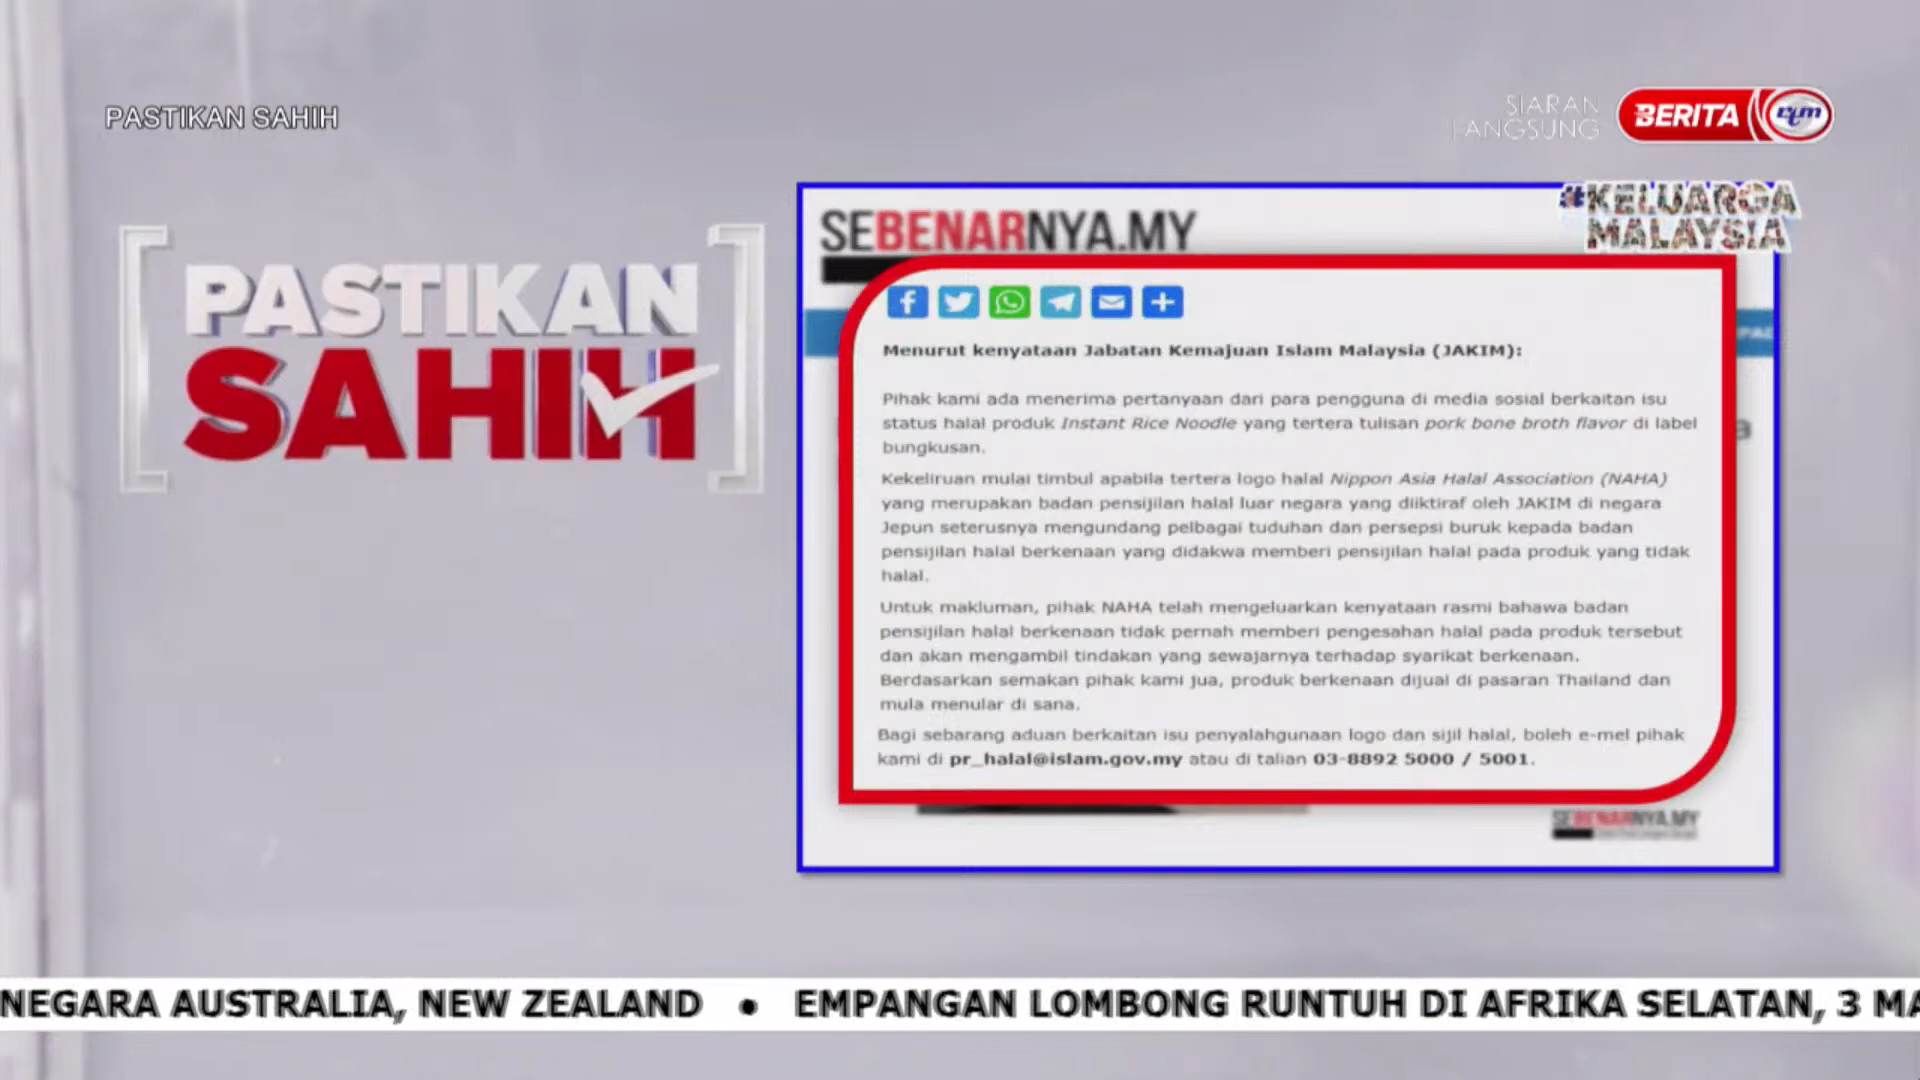 PASTIKAN SAHIH
SIARAN
LANGSUNG
BERITA rtm
#KELUARGA
MALAYSIA
PASTIKAN
SAHIH
SEBENARNYA.MY
Menurut kenyataan Jabatan Kemajuan Islam Malaysia (JAKIM):
Pihak kami ada menerima pertanyaan dari para pengguna di media sosial berkaitan isu
status halal produk Instant Rice Noodle yang tertera tulisan pork bone broth flavor di label
bungkusan.
Kekeliruan mulai timbul apabila tertera logo halal Nippon Asia Halal Association (NAHA)
yang merupakan badan pensijilan halal luar negara yang diiktiraf oleh JAKIM di negara
Jepun seterusnya mengundang pelbagai tuduhan dan persepsi buruk kepada badan
pensijilan halal berkenaan yang didakwa memberi pensijilan halal pada produk yang tidak
halal.
Untuk makluman, pihak NAHA telah mengeluarkan kenyataan rasmi bahawa badan
pensijilan halal berkenaan tidak pernah memberi pengesahan halal pada produk tersebut
dan akan mengambil tindakan yang sewajarnya terhadap syarikat berkenaan.
Berdasarkan semakan pihak kami jua, produk berkenaan dijual di pasaran Thailand dan
mula menular di sana.
Bagi sebarang aduan berkaitan isu penyalahgunaan logo dan sijil halal, boleh e-mel pihak
kami di pr_halal@islam.gov.my atau di talian 03-8892 5000 / 5001.
SEBENARNYA.MY
NEGARA AUSTRALIA, NEW ZEALAND • EMPANGAN LOMBONG RUNTUH DI AFRIKA SELATAN, 3 MA